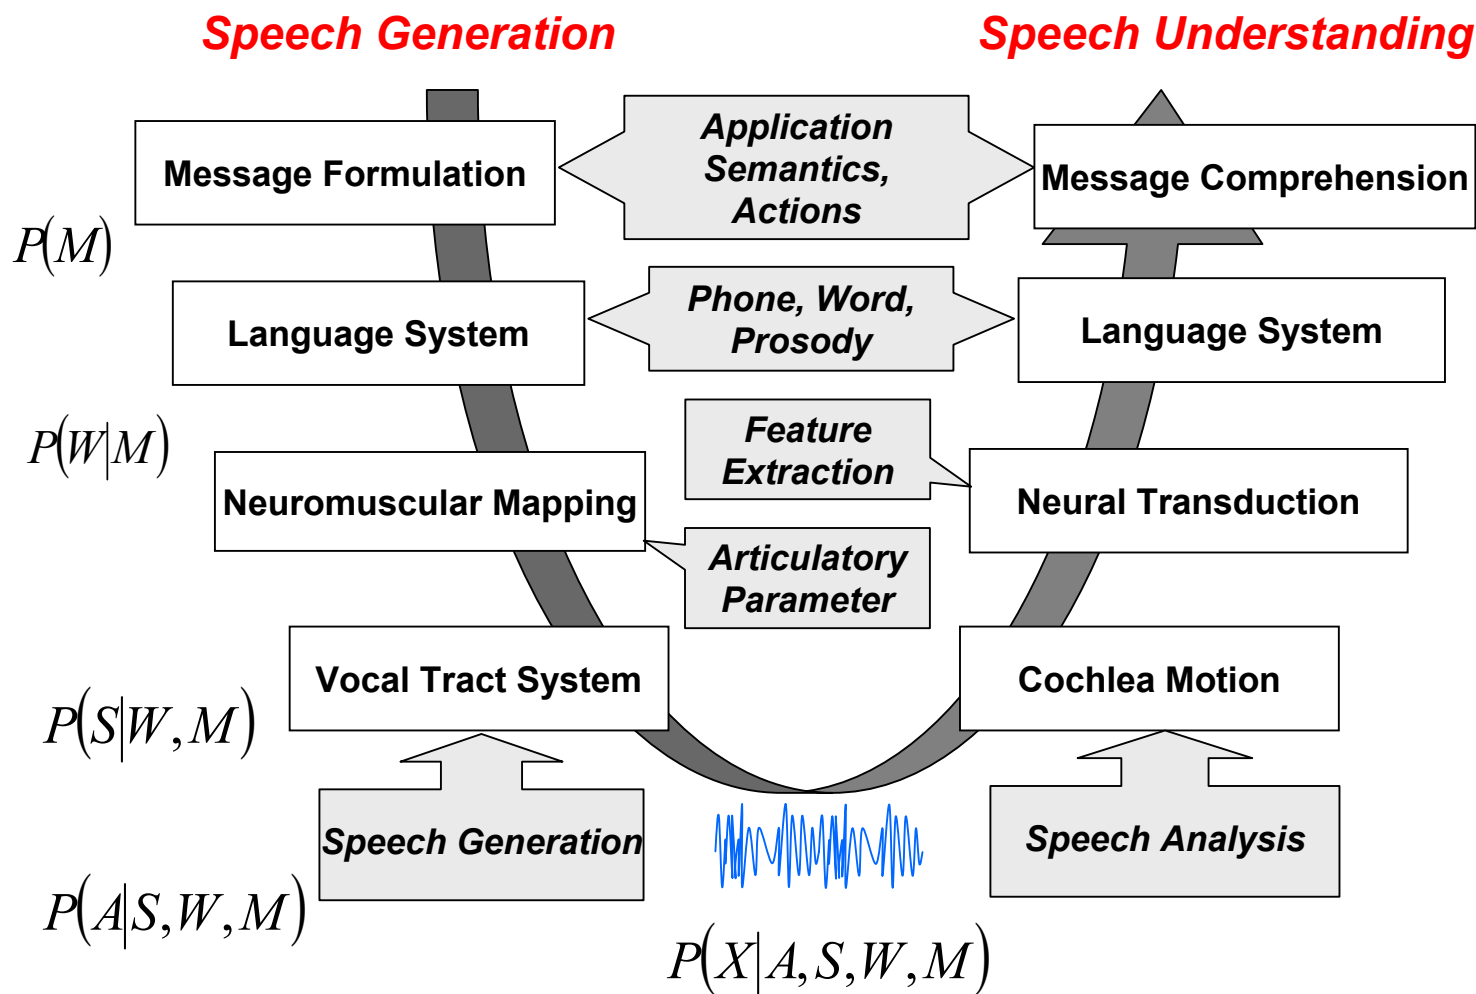 Speech Generation
Speech Understanding
Message Formulation
Application
Semantics,
Actions
Message Comprehension
P(M)
Language System
Phone, Word,
Prosody
Language System
P(W|M)
Feature
Extraction
Neuromuscular Mapping
Neural Transduction
Articulatory
Parameter
Vocal Tract System
Cochlea Motion
P(S|W,M)
Speech Generation
Speech Analysis
P(A|S,W,M)
P(X|A,S,W,M)